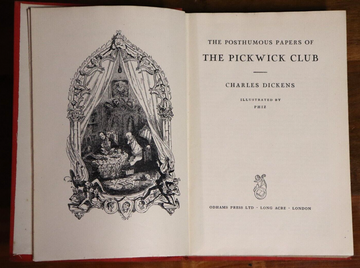 THE POSTHUMOUS PAPERS OF
THE PICKWICK CLUB
CHARLES DICKENS
ILLUSTRATED BY
PHIZ
ODHAMS PRESS LTD - LONG ACRE - LONDON